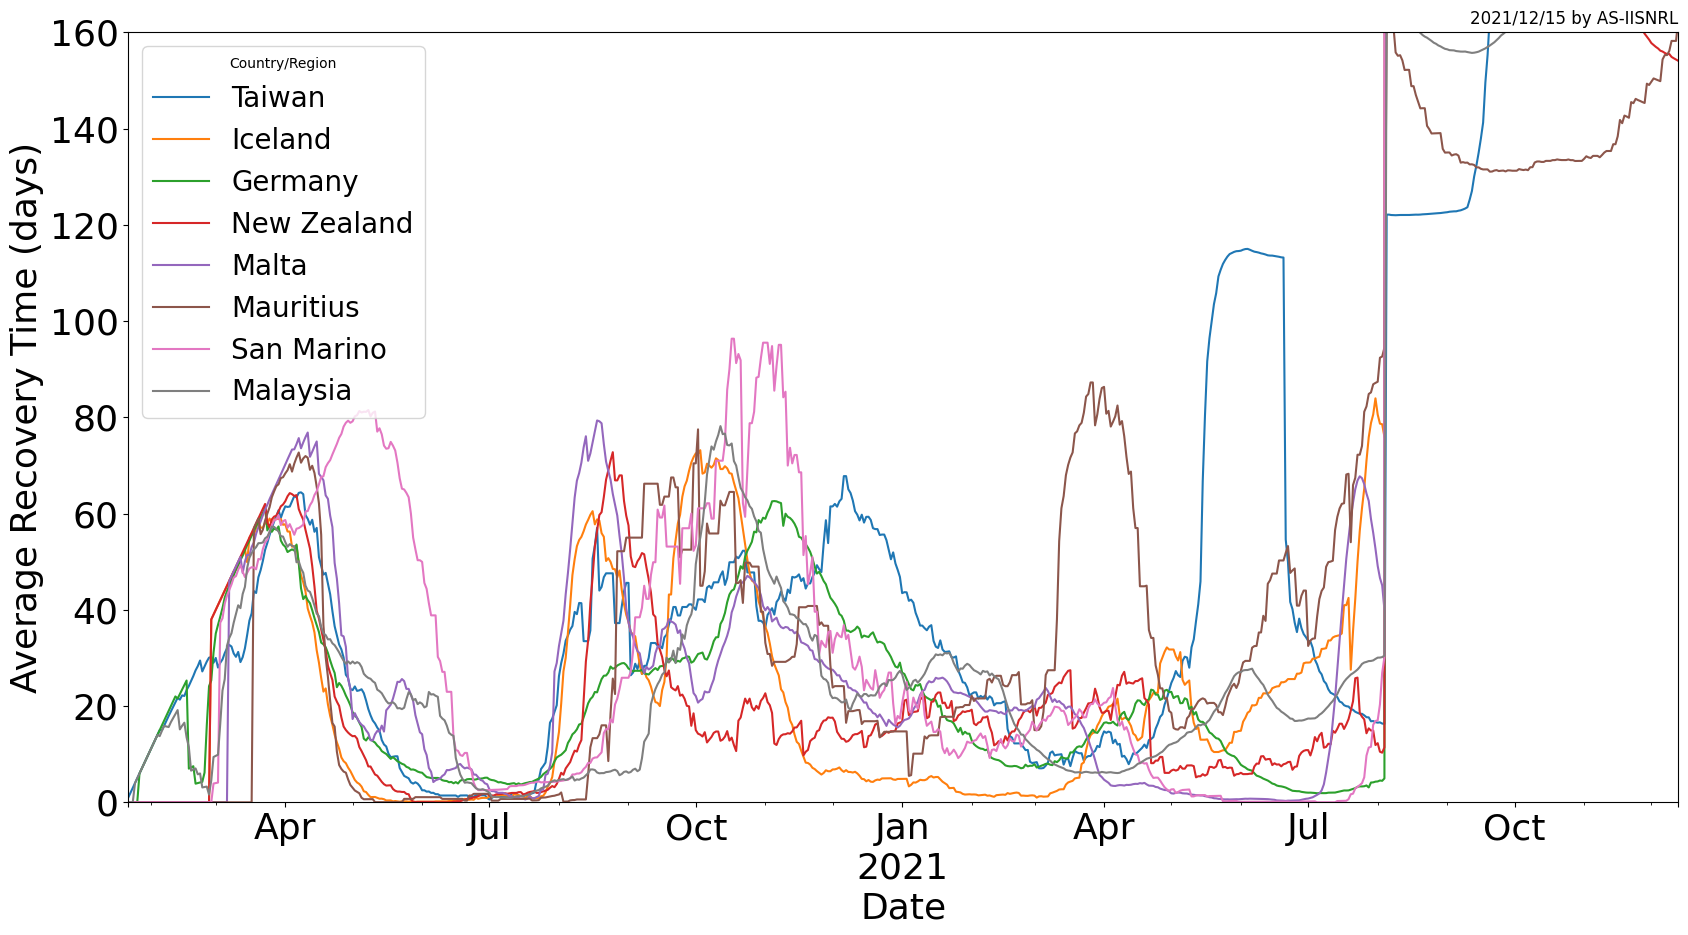 2021/12/15 by AS-IISNRL
Average Recovery Time (days)
160
140
120
100
80
60
40
20
0
Country/Region
Taiwan
Iceland
Germany
New Zealand
Malta
Mauritius
San Marino
Malaysia
Apr Jul Oct Jan Apr Jul Oct
2021
Date